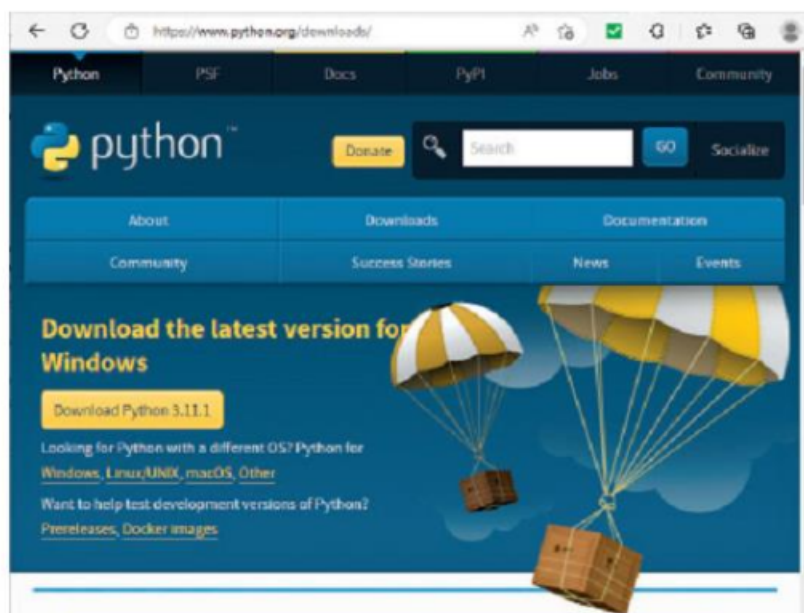 https://www.python.org/downloads/
Python PSF Docs PyPI Jobs Community
python™
Donate Search GO Socialize
About Downloads Documentation
Community Success Stories News Events
Download the latest version for
Windows
Download Python 3.11.1
Looking for Python with a different OS? Python for
Windows, Linux/UNIX, macOS, Other
Want to help test development versions of Python?
Prereleases, Docker images